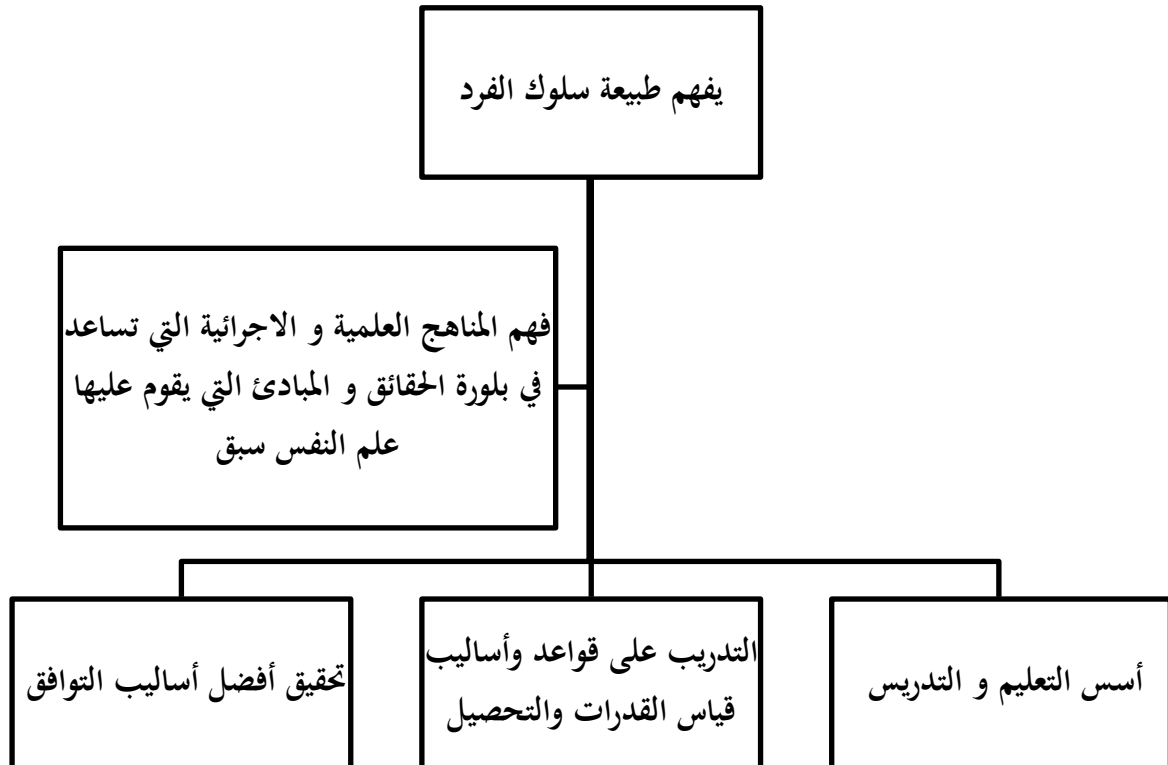 يفهم طبيعة سلوك الفرد
فهم المناهج العلمية و الاجرائية التي تساعد
في بلورة الحقائق و المبادئ التي يقوم عليها
علم النفس سبق
أسس التعليم و التدريس
التدريب على قواعد وأساليب
قياس القدرات والتحصيل
تحقيق أفضل أساليب التوافق